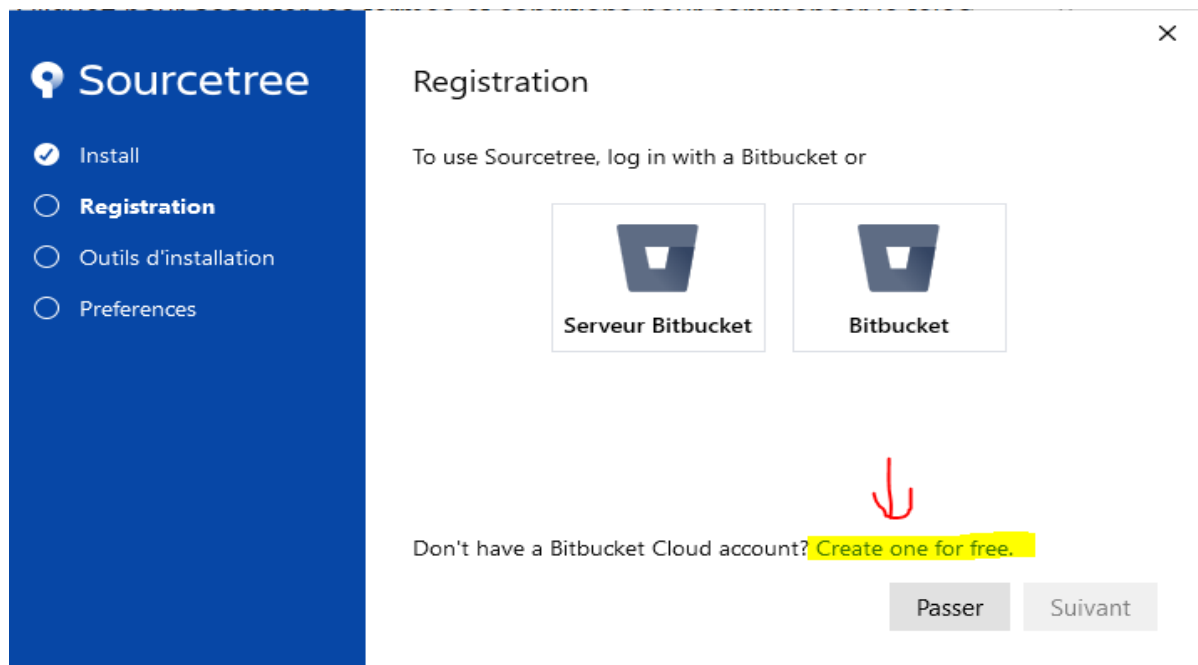 Sourcetree
Install
Registration
Outils d'installation
Preferences
Registration
To use Sourcetree, log in with a Bitbucket or
Serveur Bitbucket
Bitbucket
Don't have a Bitbucket Cloud account? Create one for free.
Passer
Suivant